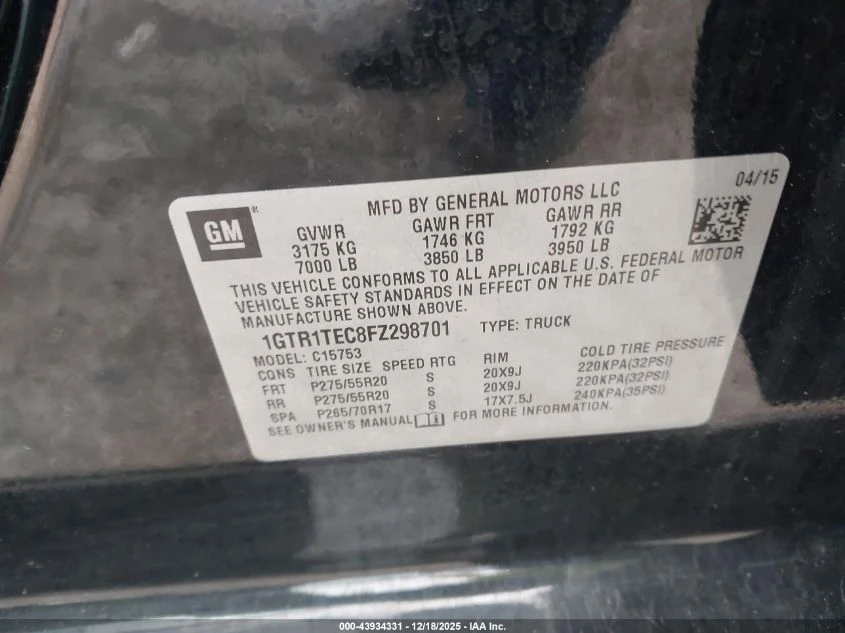 04/15
MFD BY GENERAL MOTORS LLC
GM®
GVWR GAWR FRT GAWR RR
3175 KG 1746 KG 1792 KG
7000 LB 3850 LB 3950 LB
THIS VEHICLE CONFORMS TO ALL APPLICABLE U.S. FEDERAL MOTOR
VEHICLE SAFETY STANDARDS IN EFFECT ON THE DATE OF
MANUFACTURE SHOWN ABOVE.
1GTR1TEC8FZ298701 TYPE: TRUCK
MODEL: C15753
CONS TIRE SIZE SPEED RTG RIM COLD TIRE PRESSURE
FRT P275/55R20 S 20X9J 220KPA(32PSI)
RR P275/55R20 S 20X9J 220KPA(32PSI)
SPA P265/70R17 S 17X7.5J 240KPA(35PSI)
SEE OWNER'S MANUAL FOR MORE INFORMATION.
000-43934331 - 12/18/2025 - IAA Inc.